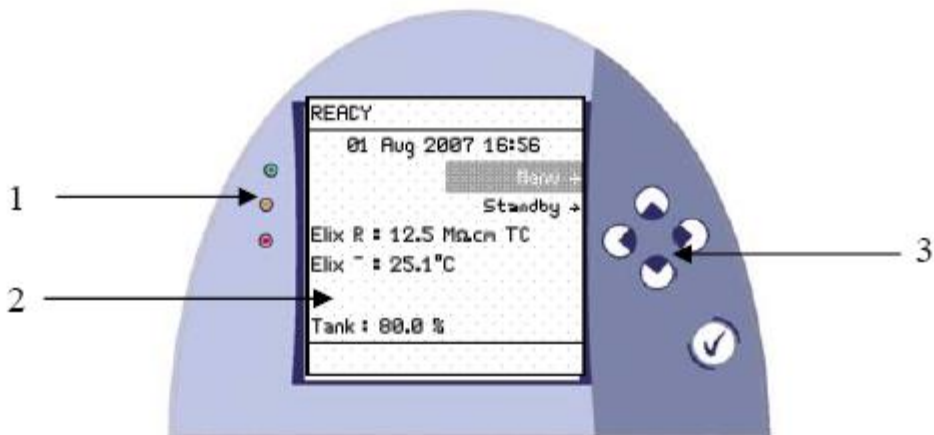 READY
01 Aug 2007 16:56
Menu →
Standby →
Elix R : 12.5 MΩ.cm TC
Elix ¯ : 25.1°C
Tank : 80.0 %
1
2
3